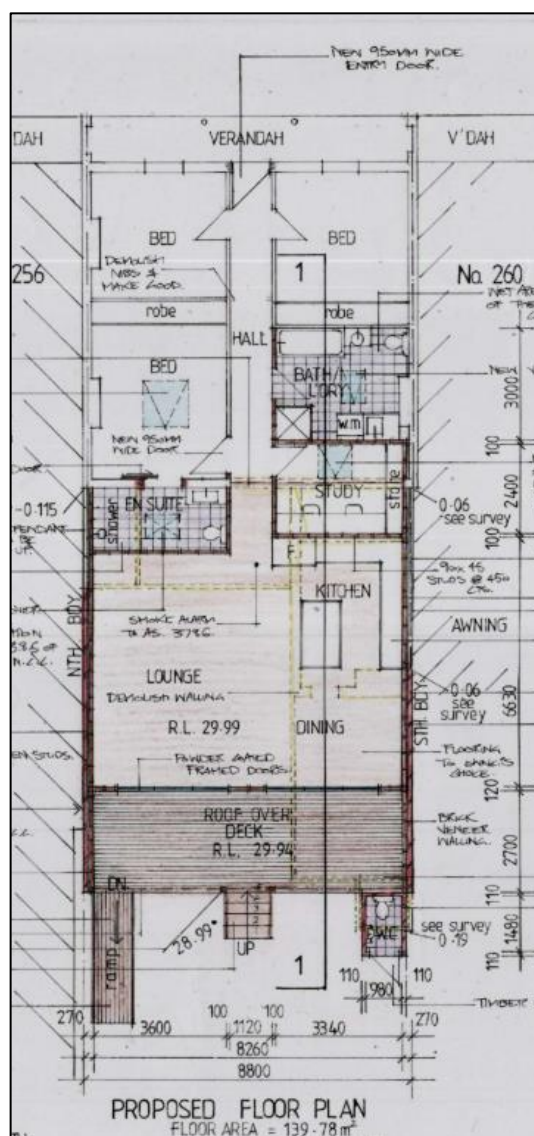 NEW 950MM WIDE
ENTRY DOOR.
DAH
VERANDAH
V'DAH
BED
BED
DEMOLISH
NIBS &
MAKE GOOD.
1
256
No. 260
robe
robe
HALL
BED
BATH/
L'DRY
3000
NEW 950MM
WIDE DOOR
w.m
100
STUDY
store
2400
-0.115
shower
EN SUITE
0.06
see survey
100
F
90x45
STUDS @ 450
CTS.
KITCHEN
SMOKE ALARM
TO AS. 3786
AWNING
NTH BDY
LOUNGE
DEMOLISH WALLING
0.06
see
survey
6630
STH. BDY
R.L. 29.99
DINING
FLOORING
TO OWNER'S
CHOICE.
EN STUDS.
POWDER COATED
FRAMED DOORS
120
ROOF OVER
DECK
R.L. 29.94
BRICK
VENEER
WALLING.
2700
DN.
110
ramp
28.99
UP
see survey
0.19
1480
110
1
110
110
980
TIMBER
270
100
100
270
3600
1120
3340
8260
8800
PROPOSED FLOOR PLAN
FLOOR AREA = 139.78 m²